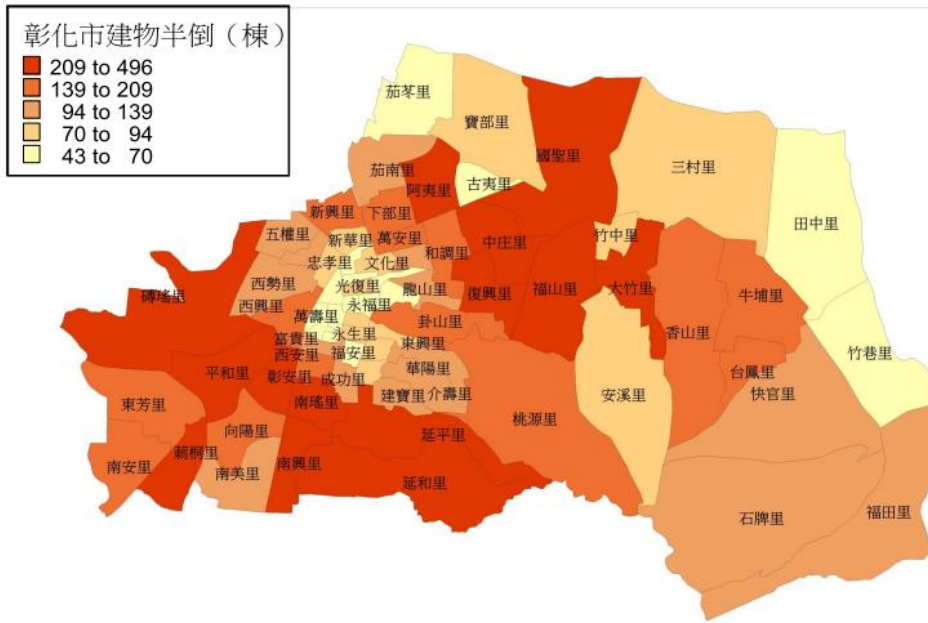 彰化市建物半倒（棟）
209 to 496
139 to 209
94 to 139
70 to 94
43 to 70
茄苳里
寶部里
國聖里
三村里
茄南里
阿夷里
古夷里
田中里
新興里
下部里
五權里
新華里
萬安里
和調里
中庄里
竹中里
忠孝里
文化里
西勢里
光復里
龍山里
復興里
福山里
大竹里
牛埔里
磚瑤里
西興里
萬壽里
永福里
卦山里
香山里
富貴里
永生里
東興里
竹巷里
西安里
福安里
平和里
彰安里
成功里
華陽里
台鳳里
快官里
東芳里
南瑤里
建寶里
介壽里
安溪里
向陽里
延平里
桃源里
南安里
莿桐里
南美里
南興里
延和里
石牌里
福田里